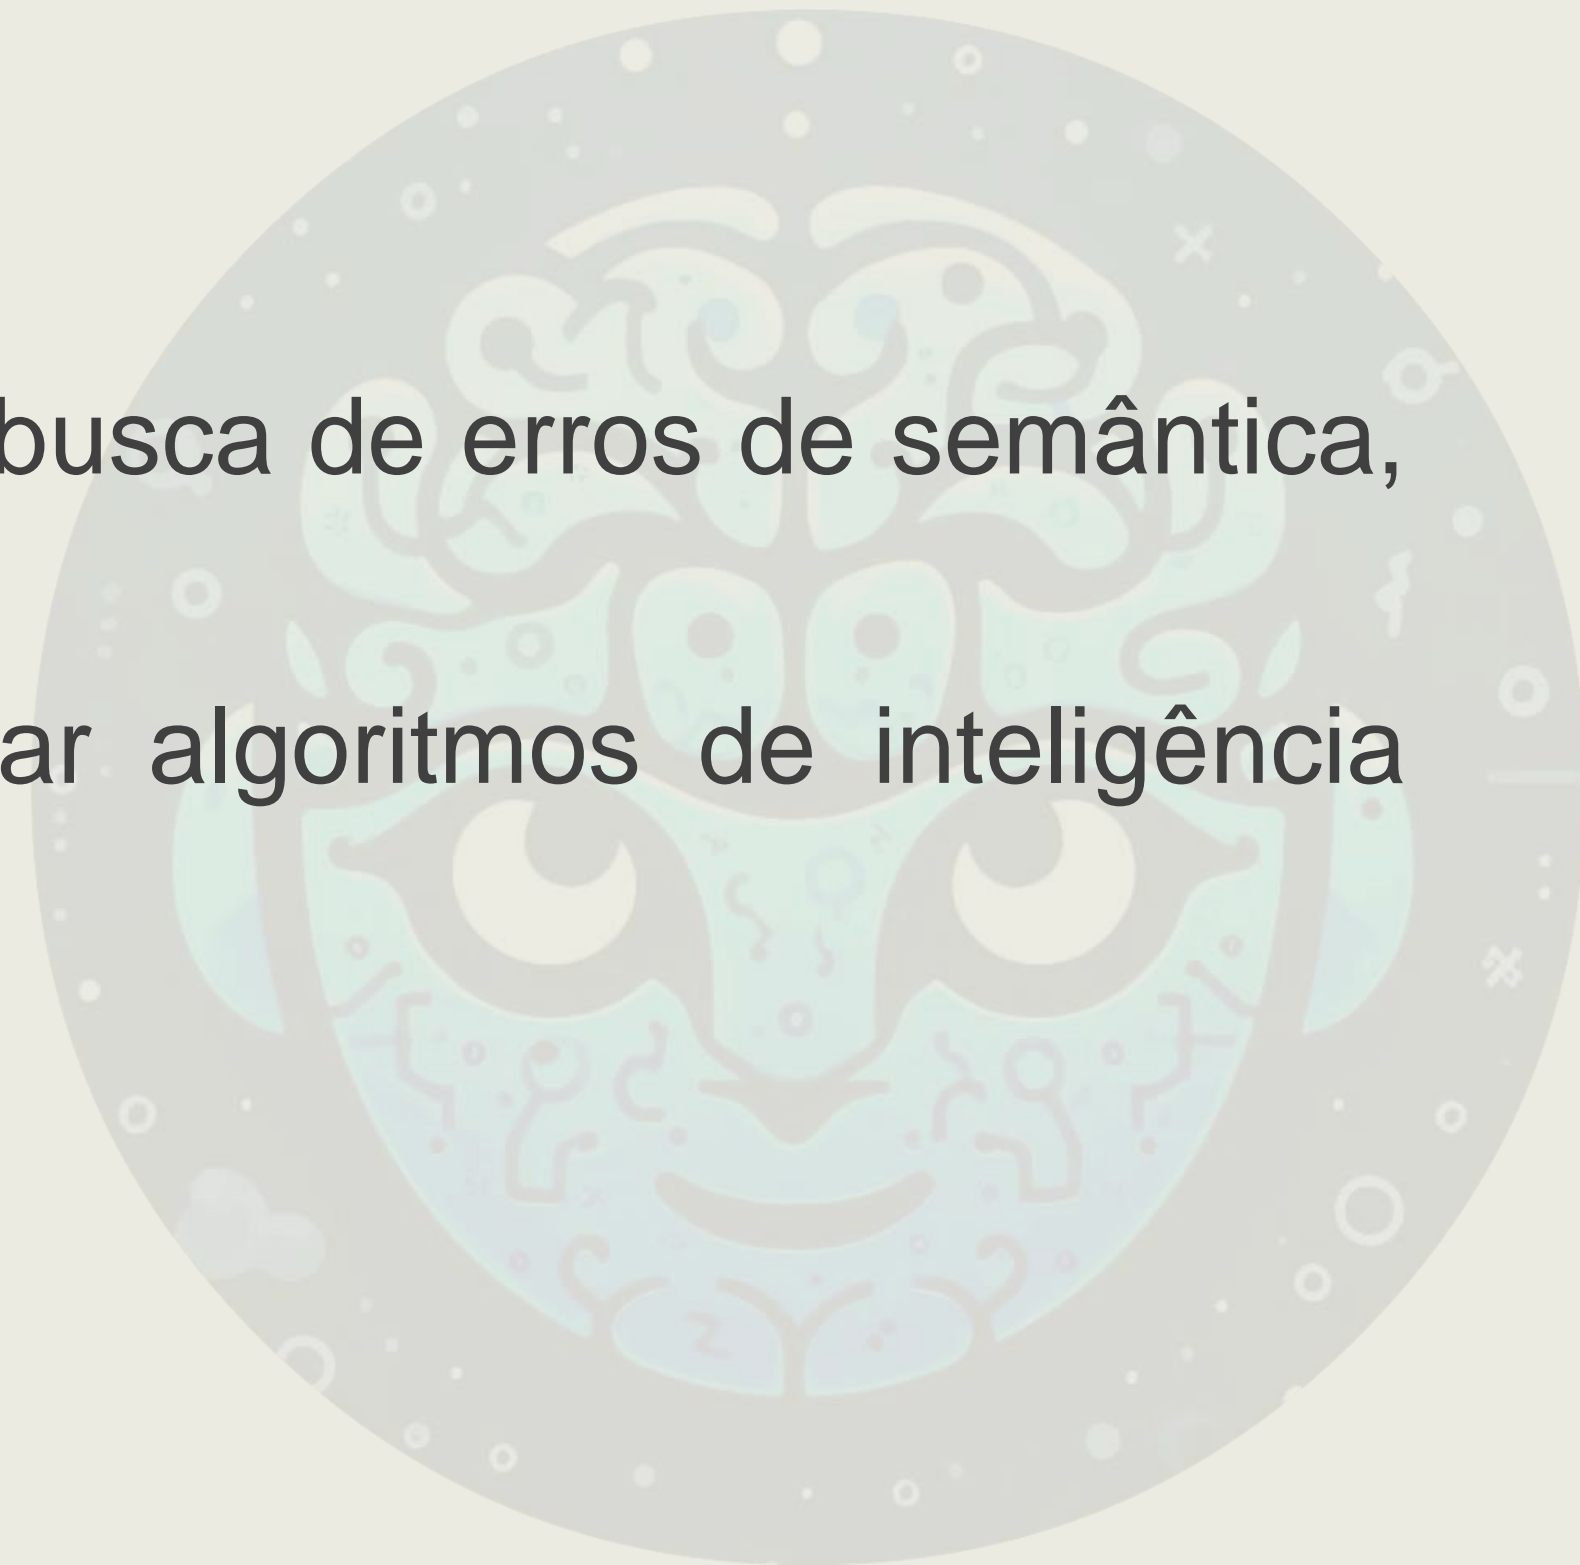 busca de erros de semântica,
ar algoritmos de inteligência